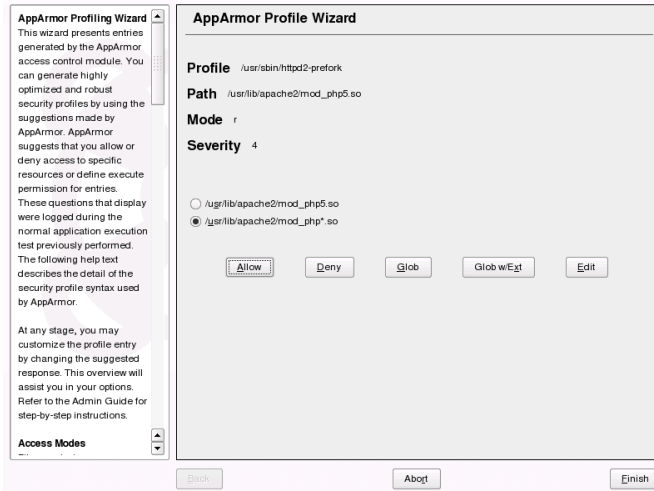 AppArmor Profiling Wizard
This wizard presents entries
generated by the AppArmor
access control module. You
can generate highly
optimized and robust
security profiles by using the
suggestions made by
AppArmor. AppArmor
suggests that you allow or
deny access to specific
resources or define execute
permission for entries.
These questions that display
were logged during the
normal application execution
test previously performed.
The following help text
describes the detail of the
security profile syntax used
by AppArmor.
At any stage, you may
customize the profile entry
by changing the suggested
response. This overview will
assist you in your options.
Refer to the Admin Guide for
step-by-step instructions.
Access Modes
AppArmor Profile Wizard
Profile /usr/sbin/httpd2-prefork
Path /usr/lib/apache2/mod_php5.so
Mode r
Severity 4
/usr/lib/apache2/mod_php5.so
/usr/lib/apache2/mod_php*.so
Allow Deny Glob Glob w/Ext Edit
Back Abort Finish